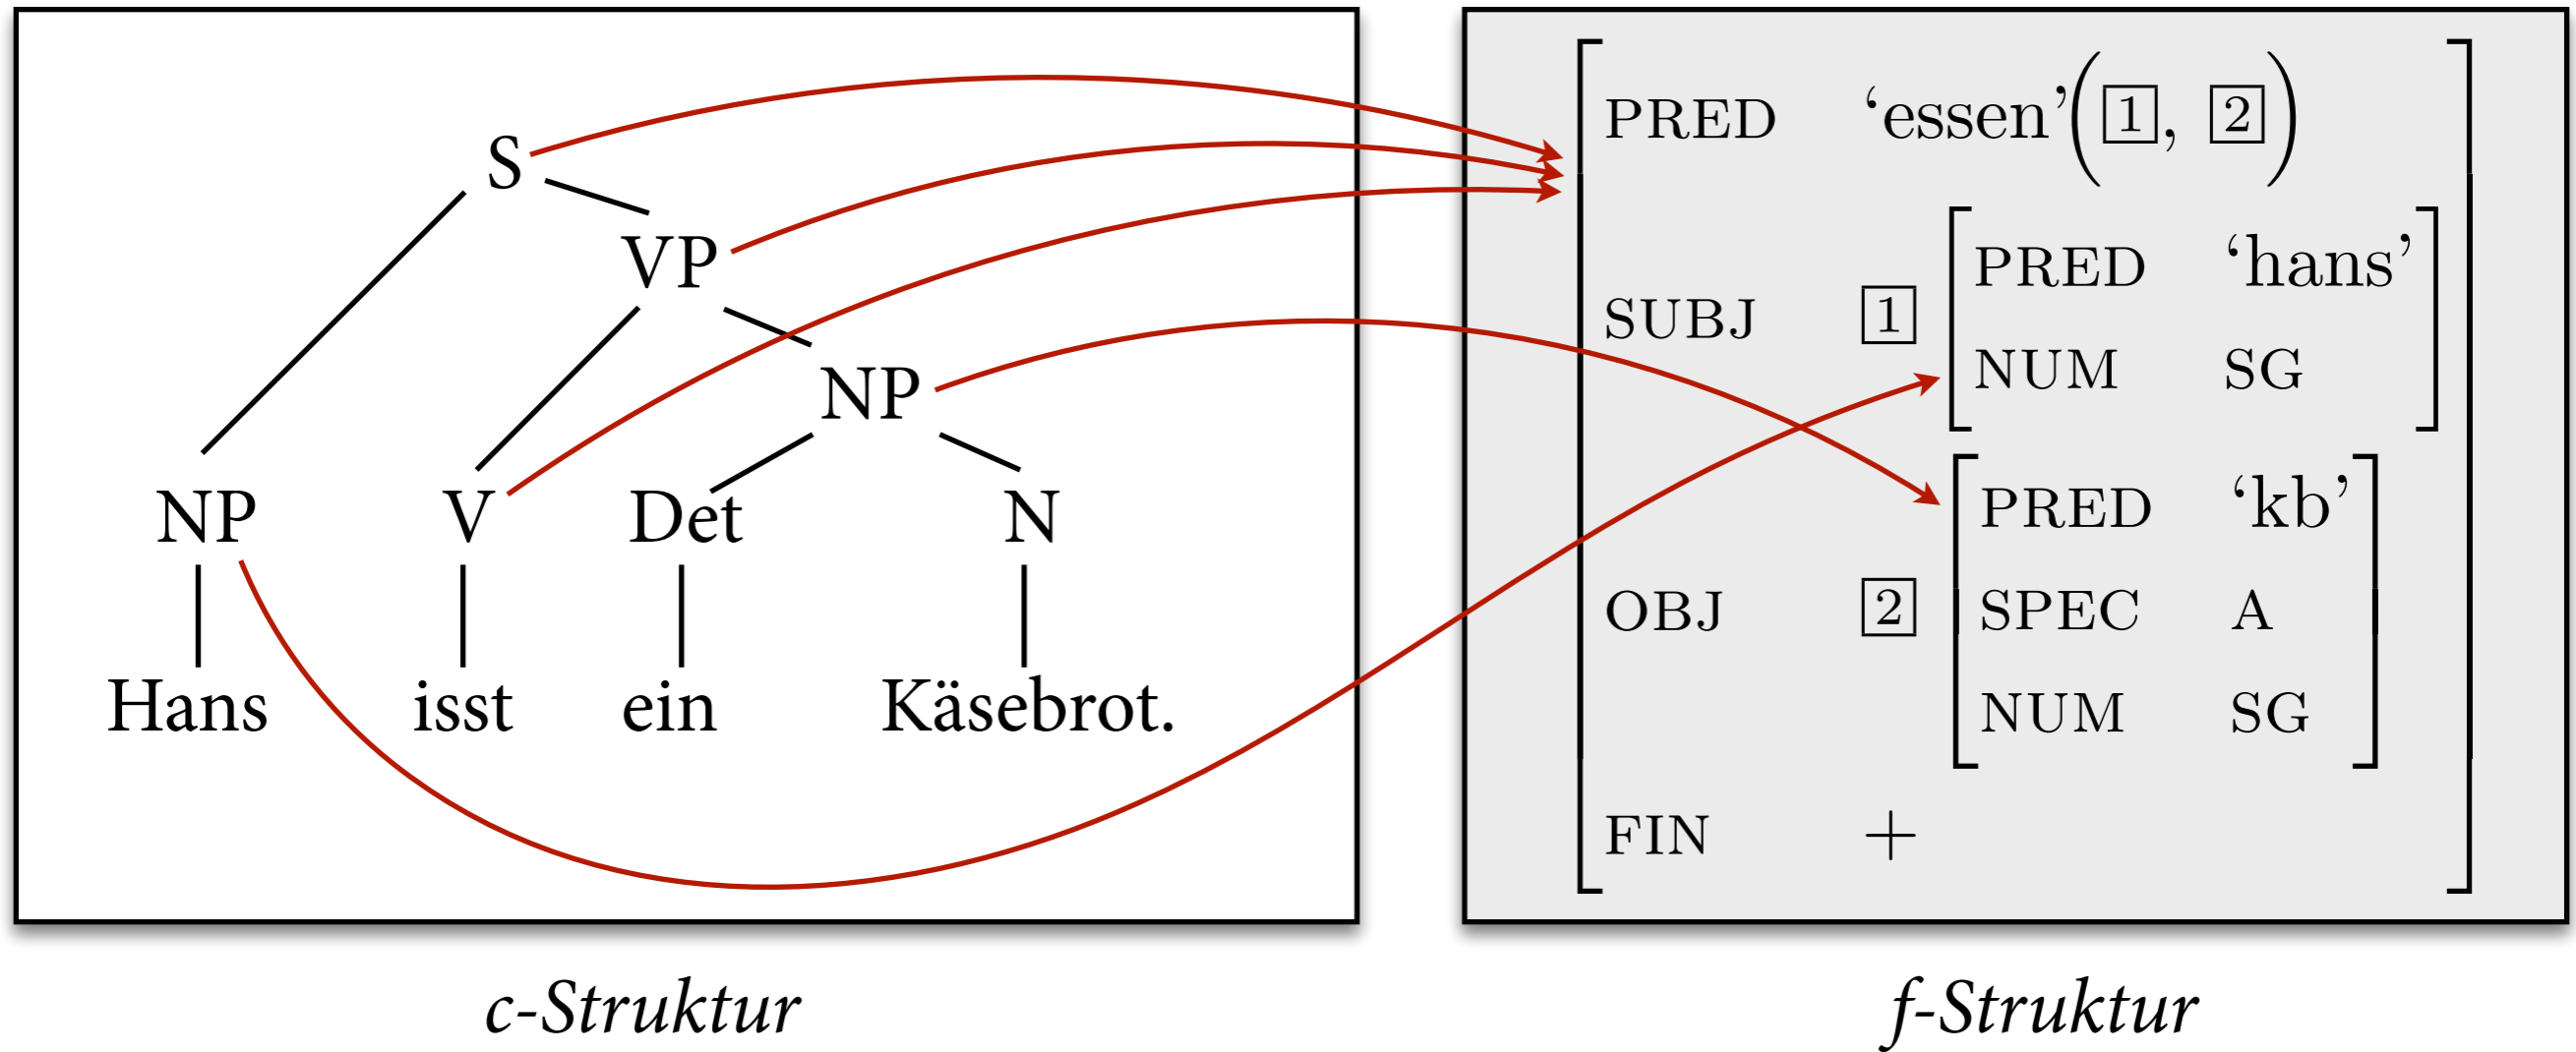 S
VP
NP
NP V Det N
Hans isst ein Käsebrot.
c-Struktur
PRED ‘essen’(1, 2)
SUBJ 1
PRED ‘hans’
NUM SG
OBJ 2
PRED ‘kb’
SPEC A
NUM SG
FIN +
f-Struktur